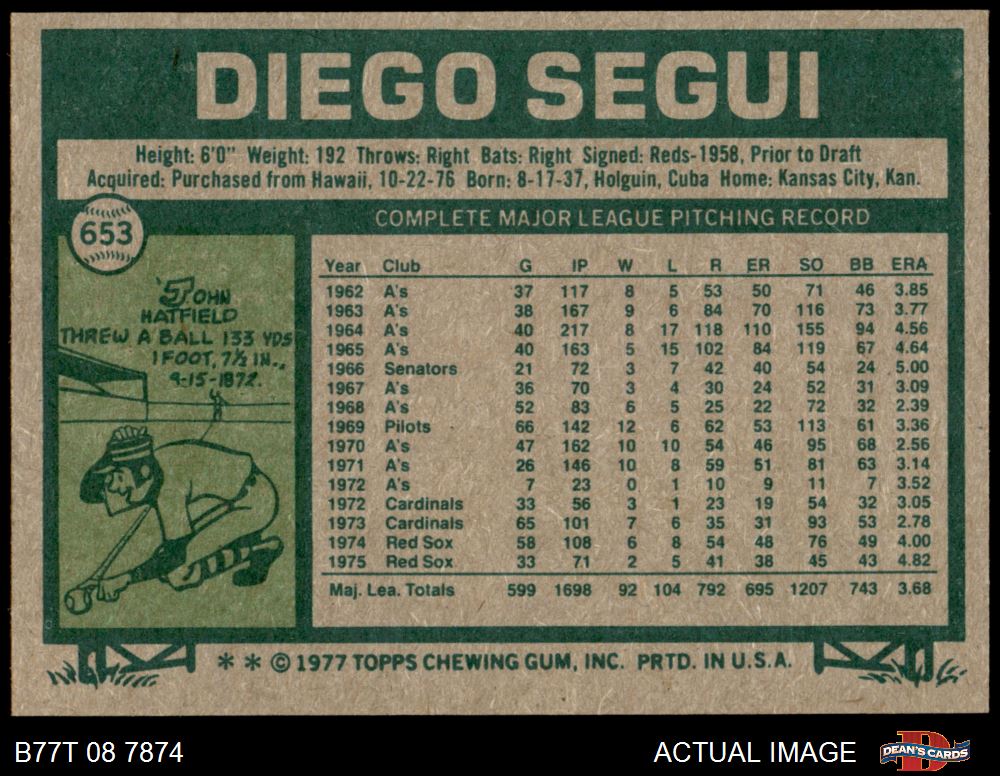 DIEGO SEGUI
Height: 6'0" Weight: 192 Throws: Right Bats: Right Signed: Reds-1958, Prior to Draft
Acquired: Purchased from Hawaii, 10-22-76 Born: 8-17-37, Holguin, Cuba Home: Kansas City, Kan.
653
COMPLETE MAJOR LEAGUE PITCHING RECORD
JOHN
HATFIELD
THREW A BALL 133 YDS
1 FOOT, 7½ IN.,
9-15-1872.
Year Club G IP W L R ER SO BB ERA
1962 A's 37 117 8 5 53 50 71 46 3.85
1963 A's 38 167 9 6 84 70 116 73 3.77
1964 A's 40 217 8 17 118 110 155 94 4.56
1965 A's 40 163 5 15 102 84 119 67 4.64
1966 Senators 21 72 3 7 42 40 54 24 5.00
1967 A's 36 70 3 4 30 24 52 31 3.09
1968 A's 52 83 6 5 25 22 72 32 2.39
1969 Pilots 66 142 12 6 62 53 113 61 3.36
1970 A's 47 162 10 10 54 46 95 68 2.56
1971 A's 26 146 10 8 59 51 81 63 3.14
1972 A's 7 23 0 1 10 9 11 7 3.52
1972 Cardinals 33 56 3 1 23 19 54 32 3.05
1973 Cardinals 65 101 7 6 35 31 93 53 2.78
1974 Red Sox 58 108 6 8 54 48 76 49 4.00
1975 Red Sox 33 71 2 5 41 38 45 43 4.82
Maj. Lea. Totals 599 1698 92 104 792 695 1207 743 3.68
* * © 1977 TOPPS CHEWING GUM, INC. PRTD. IN U.S.A.
B77T 08 7874 ACTUAL IMAGE DEAN'S CARDS